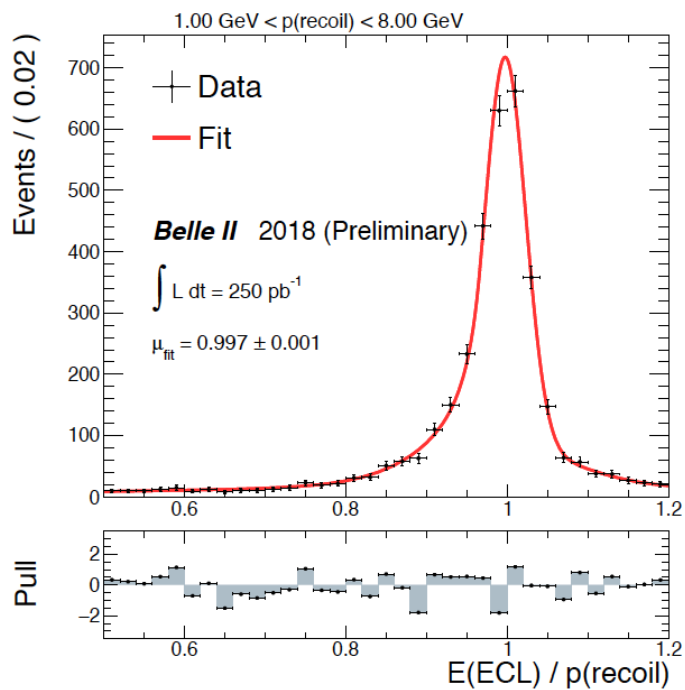 1.00 GeV < p(recoil) < 8.00 GeV
Events / ( 0.02 )
700
600
500
400
300
200
100
0
Data
Fit
Belle II 2018 (Preliminary)
∫ L dt = 250 pb⁻¹
μ_fit = 0.997 ± 0.001
0.6 0.8 1 1.2
Pull
2
0
−2
0.6 0.8 1 1.2
E(ECL) / p(recoil)